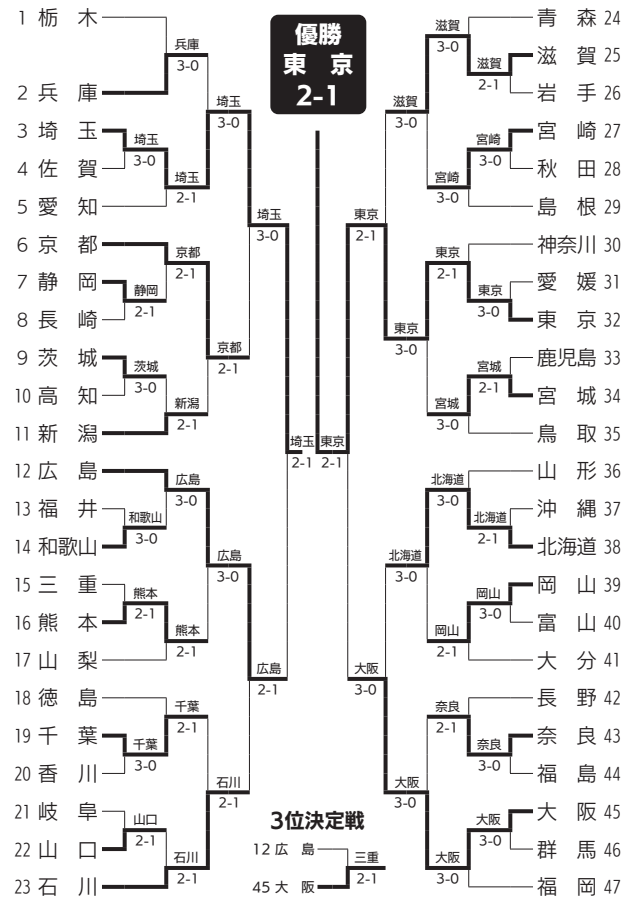 優勝
東京
2-1
1 栃木
2 兵庫
3 埼玉
4 佐賀
5 愛知
6 京都
7 静岡
8 長崎
9 茨城
10 高知
11 新潟
12 広島
13 福井
14 和歌山
15 三重
16 熊本
17 山梨
18 徳島
19 千葉
20 香川
21 岐阜
22 山口
23 石川
兵庫
3-0
埼玉
3-0
埼玉
2-1
埼玉
3-0
京都
2-1
静岡
2-1
茨城
3-0
新潟
2-1
京都
2-1
埼玉
3-0
広島
3-0
和歌山
3-0
熊本
2-1
熊本
2-1
広島
3-0
千葉
2-1
千葉
3-0
山口
2-1
石川
2-1
石川
2-1
広島
2-1
埼玉
2-1
東京
2-1
青森 24
滋賀 25
岩手 26
宮崎 27
秋田 28
島根 29
神奈川 30
愛媛 31
東京 32
鹿児島 33
宮城 34
鳥取 35
山形 36
沖縄 37
北海道 38
岡山 39
富山 40
大分 41
長野 42
奈良 43
福島 44
大阪 45
群馬 46
福岡 47
滋賀
3-0
滋賀
2-1
滋賀
3-0
宮崎
3-0
宮崎
3-0
東京
2-1
東京
2-1
東京
3-0
東京
3-0
宮城
2-1
宮城
3-0
北海道
3-0
北海道
2-1
北海道
3-0
岡山
3-0
岡山
2-1
大阪
3-0
奈良
2-1
奈良
3-0
大阪
3-0
大阪
3-0
大阪
3-0
3位決定戦
12 広島
45 大阪
三重
2-1